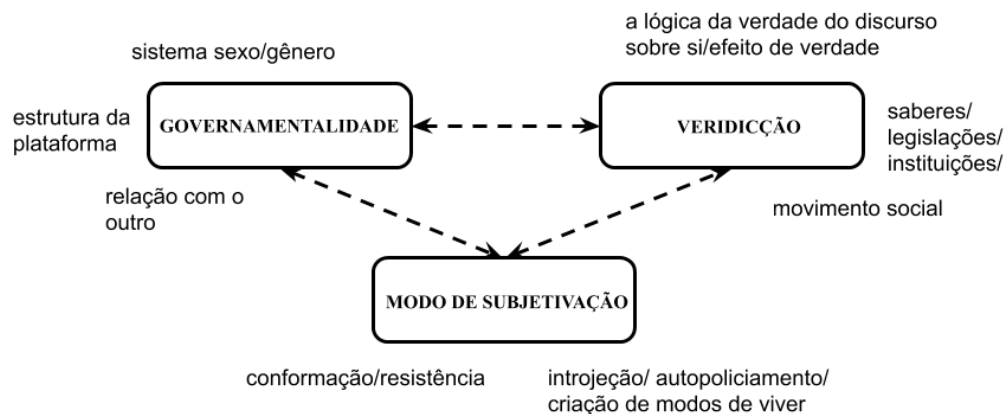 sistema sexo/gênero
a lógica da verdade do discurso
sobre si/efeito de verdade
estrutura da
plataforma
GOVERNAMENTALIDADE
VERIDICÇÃO
saberes/
legislações/
instituições/
relação com o
outro
movimento social
MODO DE SUBJETIVAÇÃO
conformação/resistência
introjeção/ autopoliciamento/
criação de modos de viver